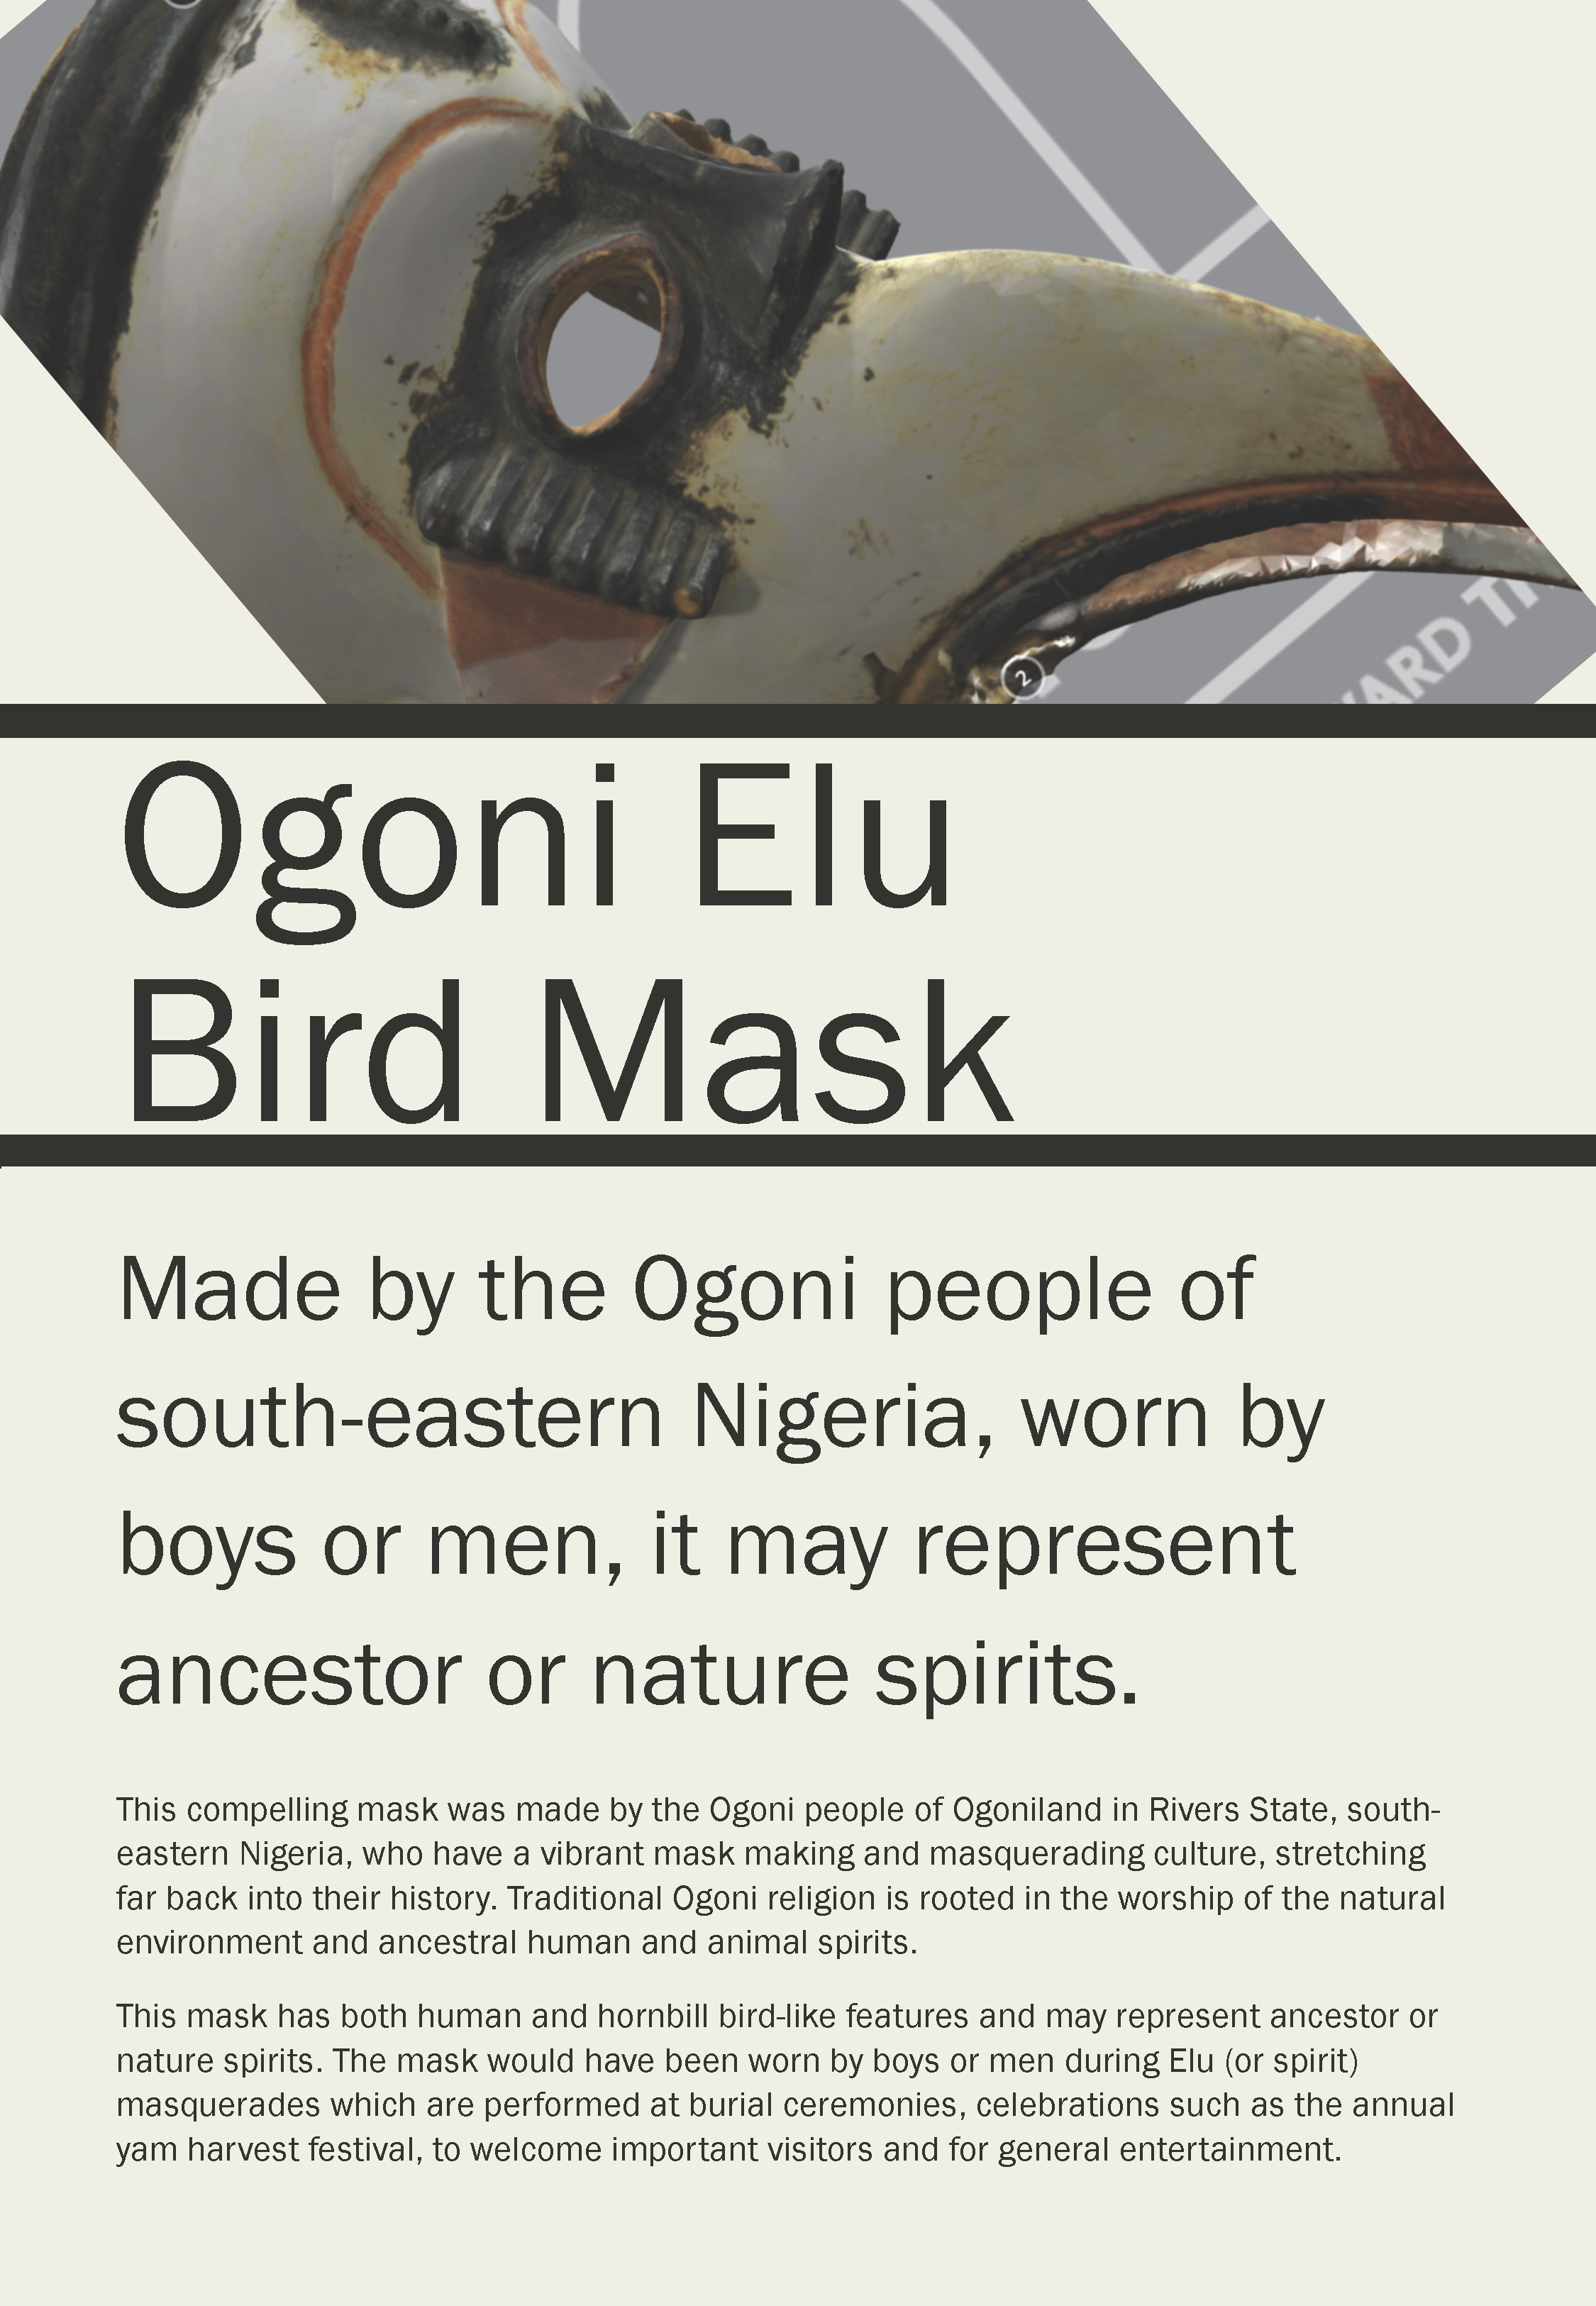 2
WARD
Ogoni Elu
Bird Mask
Made by the Ogoni people of
south-eastern Nigeria, worn by
boys or men, it may represent
ancestor or nature spirits.
This compelling mask was made by the Ogoni people of Ogoniland in Rivers State, south-
eastern Nigeria, who have a vibrant mask making and masquerading culture, stretching
far back into their history. Traditional Ogoni religion is rooted in the worship of the natural
environment and ancestral human and animal spirits.
This mask has both human and hornbill bird-like features and may represent ancestor or
nature spirits. The mask would have been worn by boys or men during Elu (or spirit)
masquerades which are performed at burial ceremonies, celebrations such as the annual
yam harvest festival, to welcome important visitors and for general entertainment.